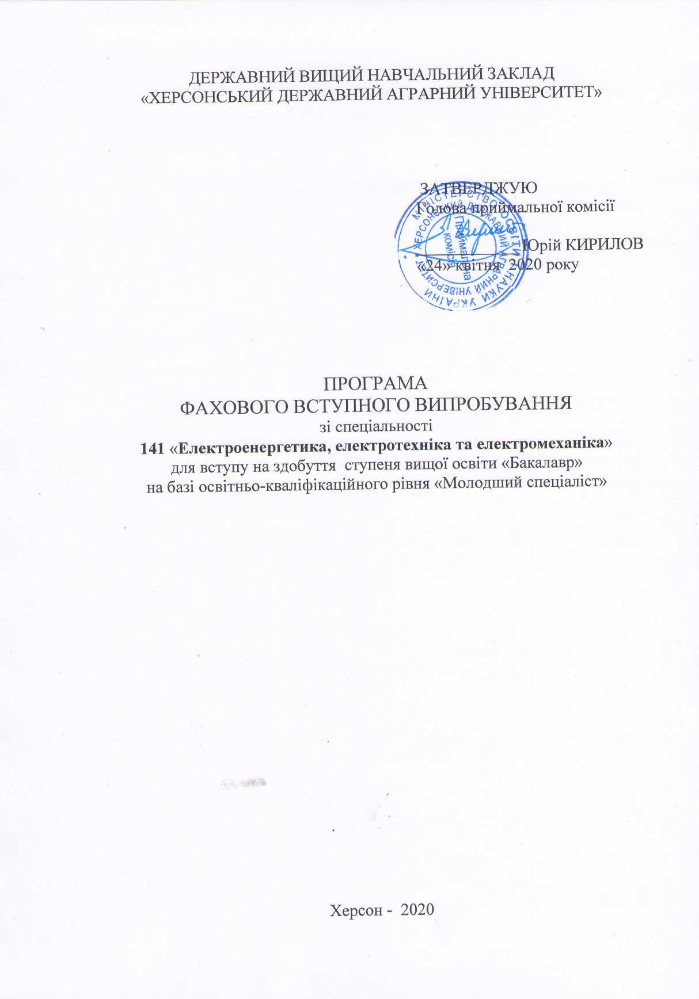 ДЕРЖАВНИЙ ВИЩИЙ НАВЧАЛЬНИЙ ЗАКЛАД
«ХЕРСОНСЬКИЙ ДЕРЖАВНИЙ АГРАРНИЙ УНІВЕРСИТЕТ»
ЗАТВЕРДЖУЮ
Голова приймальної комісії
Юрій КИРИЛОВ
«24» квітня 2020 року
МІНІСТЕРСТВО ОСВІТИ І НАУКИ УКРАЇНИ
* ХЕРСОНСЬКИЙ ДЕРЖАВНИЙ АГРАРНИЙ УНІВЕРСИТЕТ
Приймальна
комісія
ПРОГРАМА
ФАХОВОГО ВСТУПНОГО ВИПРОБУВАННЯ
зі спеціальності
141 «Електроенергетика, електротехніка та електромеханіка»
для вступу на здобуття ступеня вищої освіти «Бакалавр»
на базі освітньо-кваліфікаційного рівня «Молодший спеціаліст»
Херсон - 2020